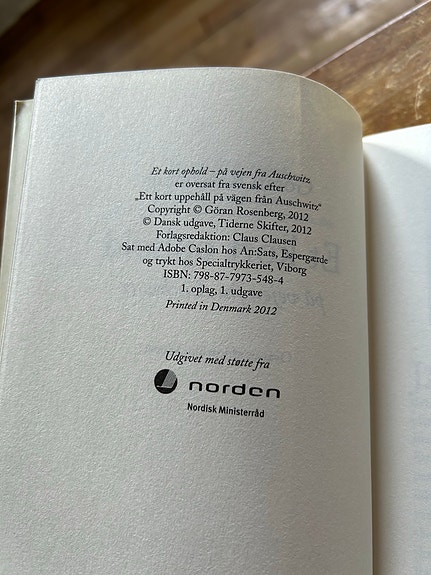 Et kort ophold – på vejen fra Auschwitz
er oversat fra svensk efter
„Ett kort uppehåll på vägen från Auschwitz“
Copyright © Göran Rosenberg, 2012
© Dansk udgave, Tiderne Skifter, 2012
Forlagsredaktion: Claus Clausen
Sat med Adobe Caslon hos An:Sats, Espergærde
og trykt hos Specialtrykkeriet, Viborg
ISBN: 798-87-7973-548-4
1. oplag, 1. udgave
Printed in Denmark 2012
Udgivet med støtte fra
norden
Nordisk Ministerråd